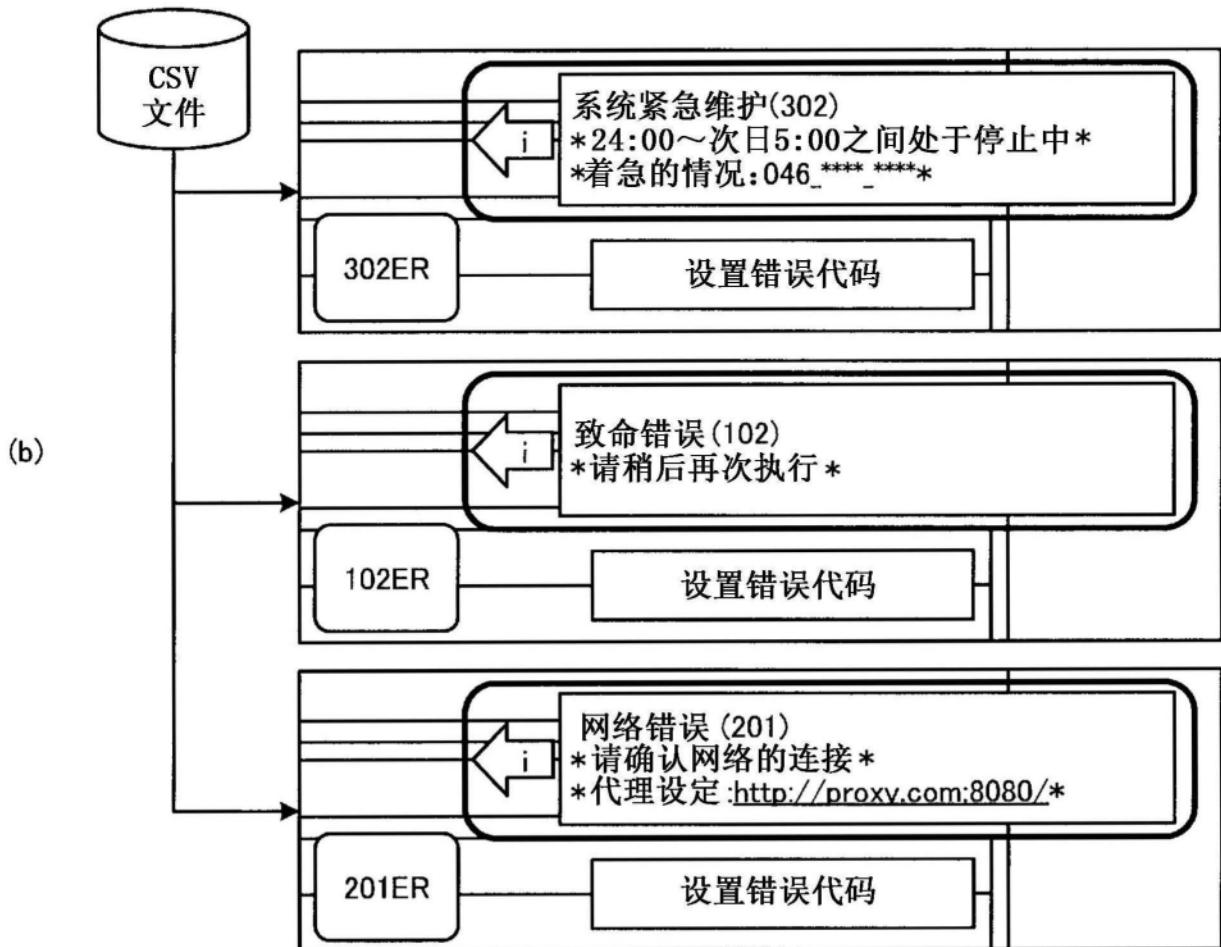 CSV
文件
系统紧急维护(302)
*24:00～次日5:00之间处于停止中*
*着急的情况:046_****_*****
i
302ER
设置错误代码
(b)
致命错误(102)
*请稍后再次执行*
i
102ER
设置错误代码
网络错误(201)
*请确认网络的连接*
*代理设定:http://proxy.com:8080/*
i
201ER
设置错误代码